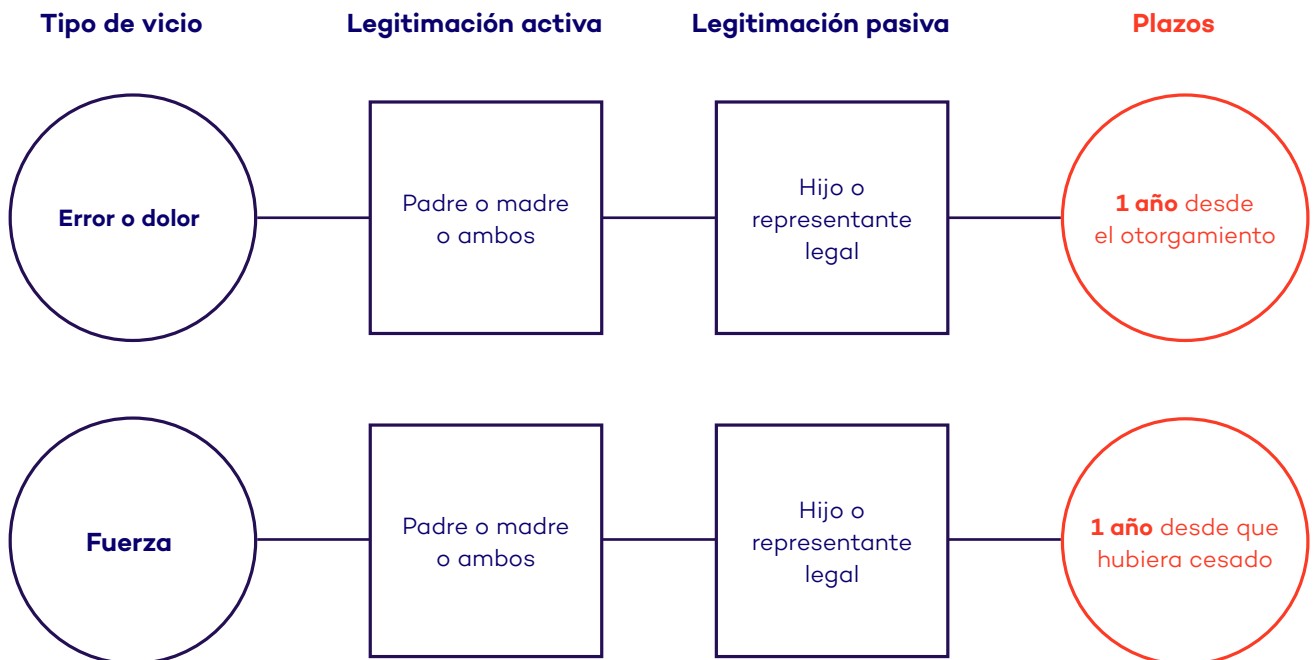 Tipo de vicio
Legitimación activa
Legitimación pasiva
Plazos
Error o dolor
Padre o madre
o ambos
Hijo o
representante
legal
1 año desde
el otorgamiento
Fuerza
Padre o madre
o ambos
Hijo o
representante
legal
1 año desde que
hubiera cesado